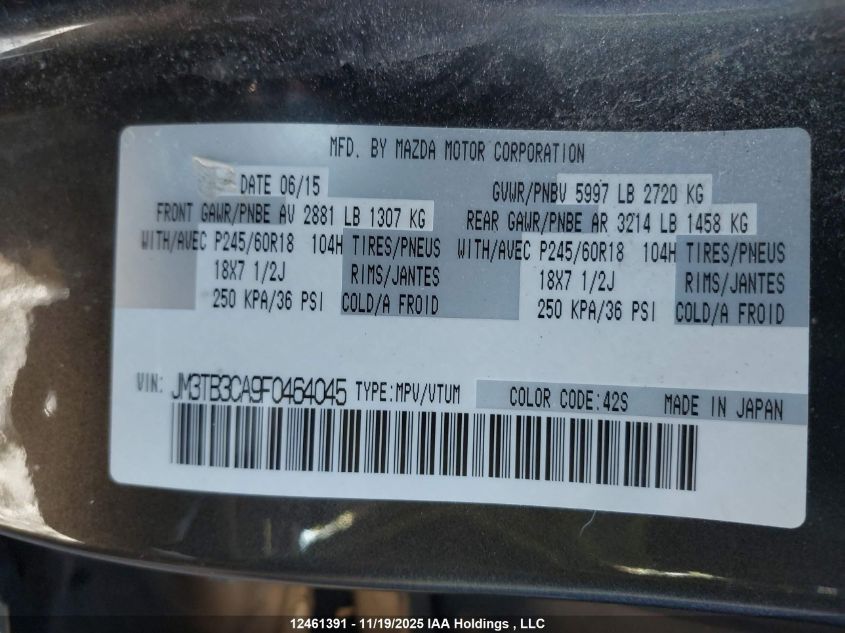 MFD. BY MAZDA MOTOR CORPORATION
DATE 06/15 GVWR/PNBV 5997 LB 2720 KG
FRONT GAWR/PNBE AV 2881 LB 1307 KG REAR GAWR/PNBE AR 3214 LB 1458 KG
WITH/AVEC P245/60R18 104H TIRES/PNEUS WITH/AVEC P245/60R18 104H TIRES/PNEUS
18X7 1/2J RIMS/JANTES 18X7 1/2J RIMS/JANTES
250 KPA/36 PSI COLD/A FROID 250 KPA/36 PSI COLD/A FROID
VIN: JM3TB3CA9F0464045 TYPE:MPV/VTUM COLOR CODE:42S MADE IN JAPAN
12461391 - 11/19/2025 IAA Holdings , LLC